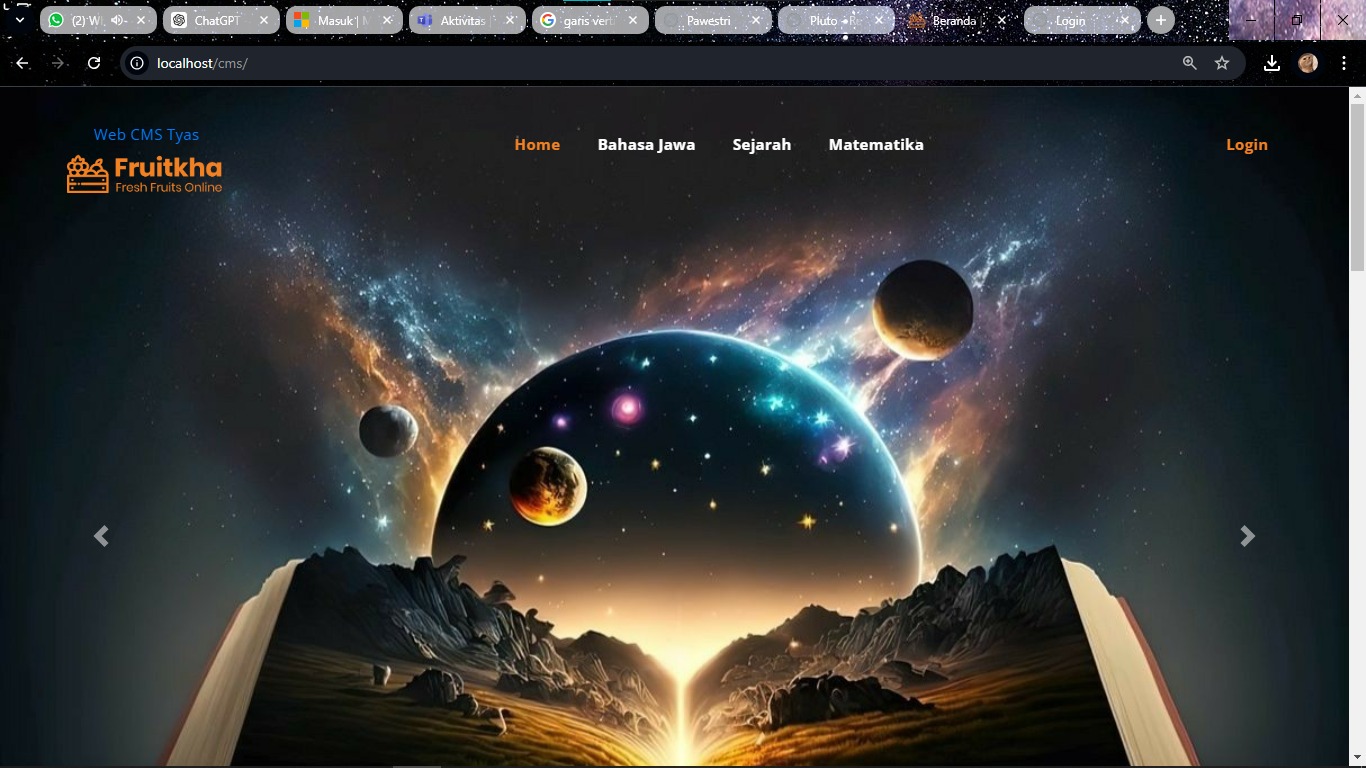 (2) W
ChatGPT
Masuk |
Aktivitas |
garis vert
Pawestri
Pluto - Re
Beranda
Login
localhost/cms/
Web CMS Tyas
Fruitkha
Fresh Fruits Online
Home
Bahasa Jawa
Sejarah
Matematika
Login